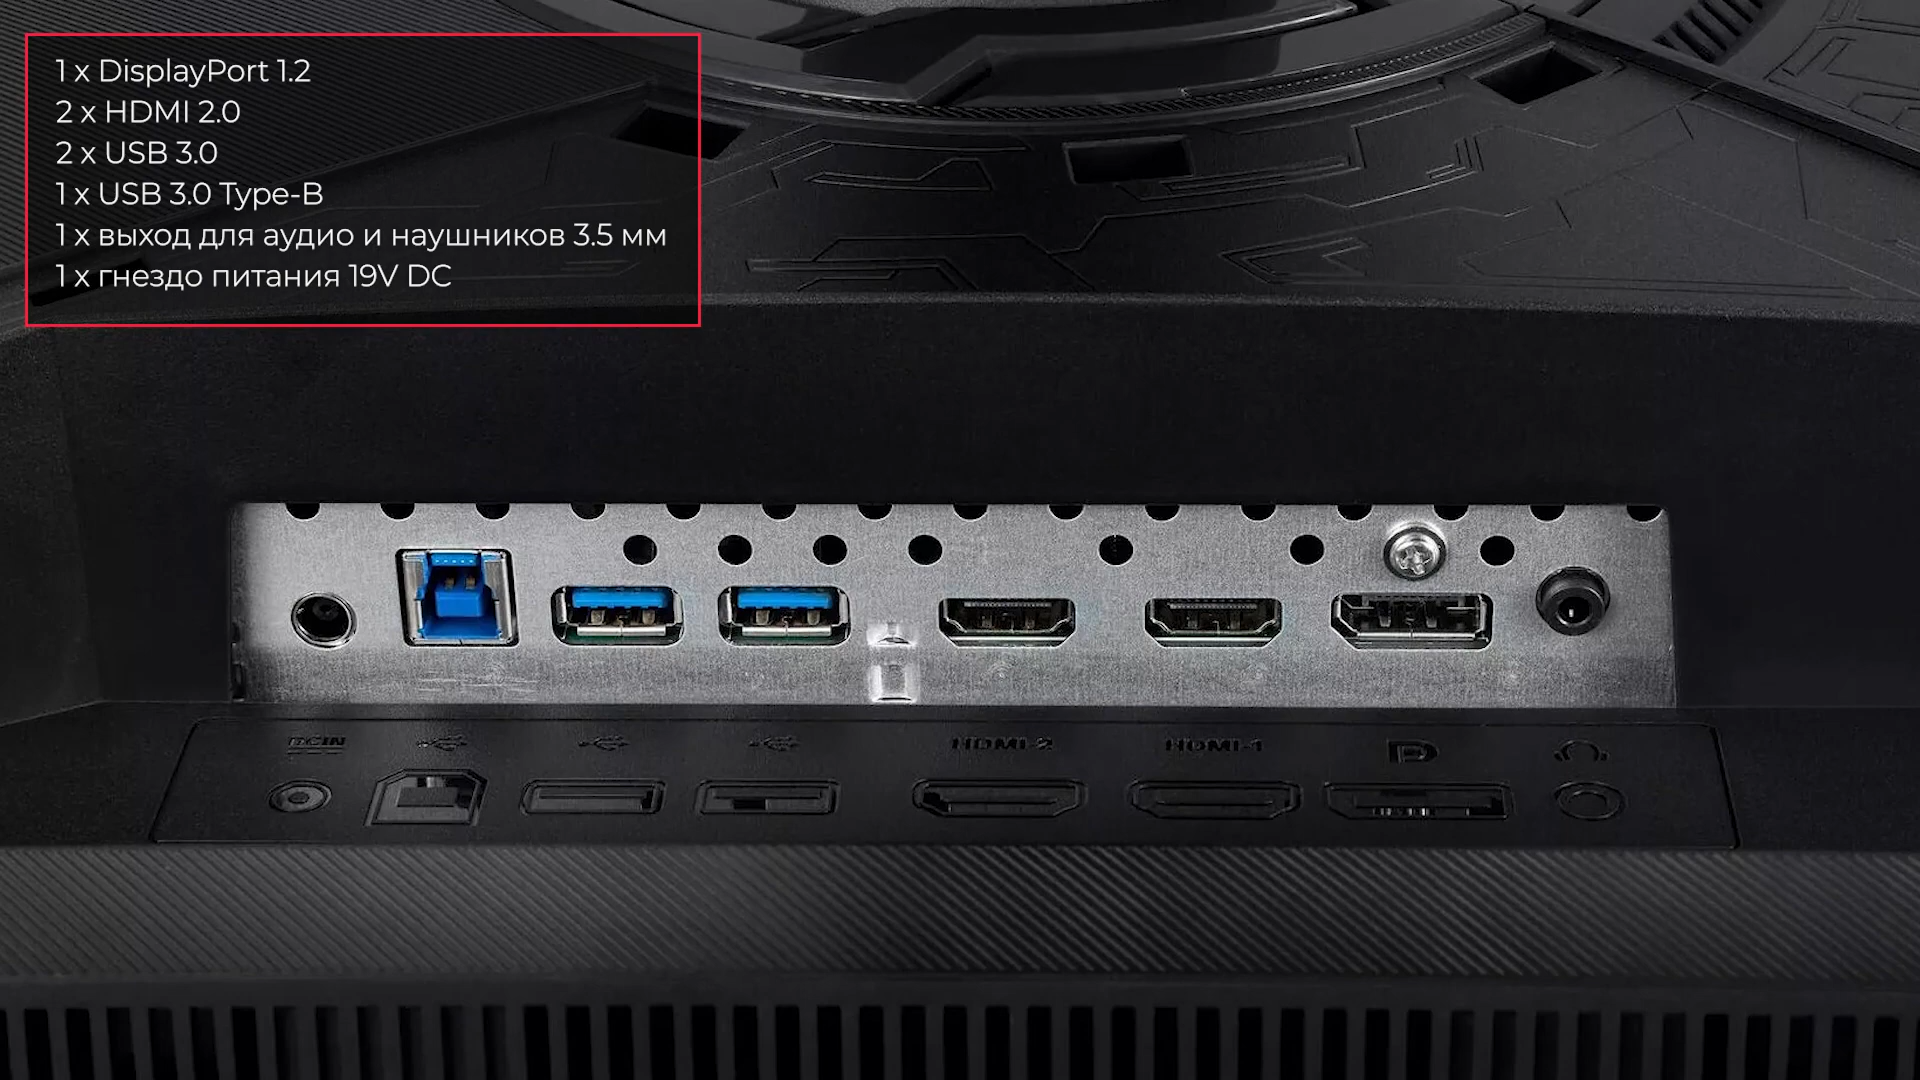 1 x DisplayPort 1.2
2 x HDMI 2.0
2 x USB 3.0
1 x USB 3.0 Type-B
1 x выход для аудио и наушников 3.5 мм
1 x гнездо питания 19V DC
DC IN
HDMI-2
HDMI-1